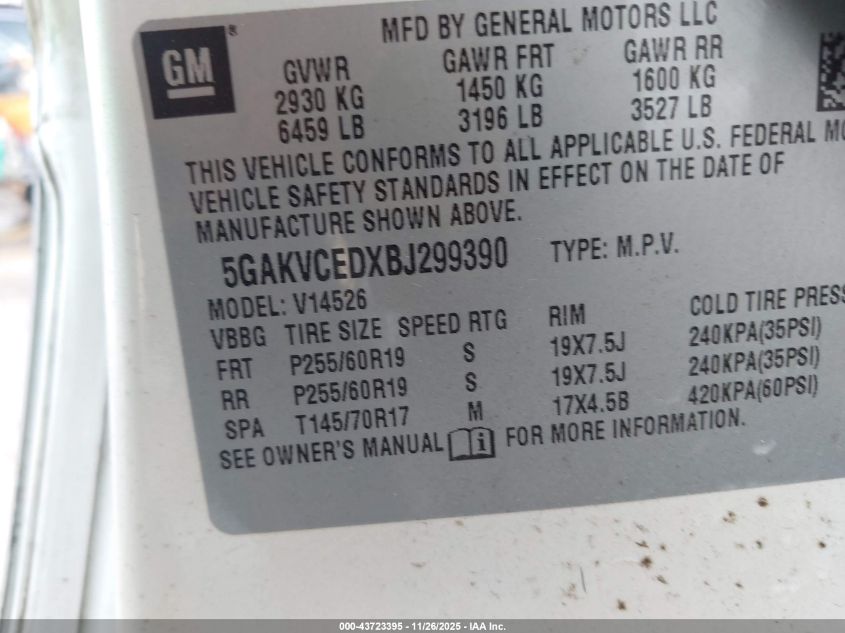 MFD BY GENERAL MOTORS LLC
GM®
GVWR GAWR FRT GAWR RR
2930 KG 1450 KG 1600 KG
6459 LB 3196 LB 3527 LB
THIS VEHICLE CONFORMS TO ALL APPLICABLE U.S. FEDERAL
VEHICLE SAFETY STANDARDS IN EFFECT ON THE DATE OF
MANUFACTURE SHOWN ABOVE.
5GAKVCEDXBJ299390 TYPE: M.P.V.
MODEL: V14526
VBBG TIRE SIZE SPEED RTG RIM COLD TIRE PRESS
FRT P255/60R19 S 19X7.5J 240KPA(35PSI)
RR P255/60R19 S 19X7.5J 240KPA(35PSI)
SPA T145/70R17 M 17X4.5B 420KPA(60PSI)
SEE OWNER'S MANUAL i FOR MORE INFORMATION.
000-43723395 - 11/26/2025 - IAA Inc.